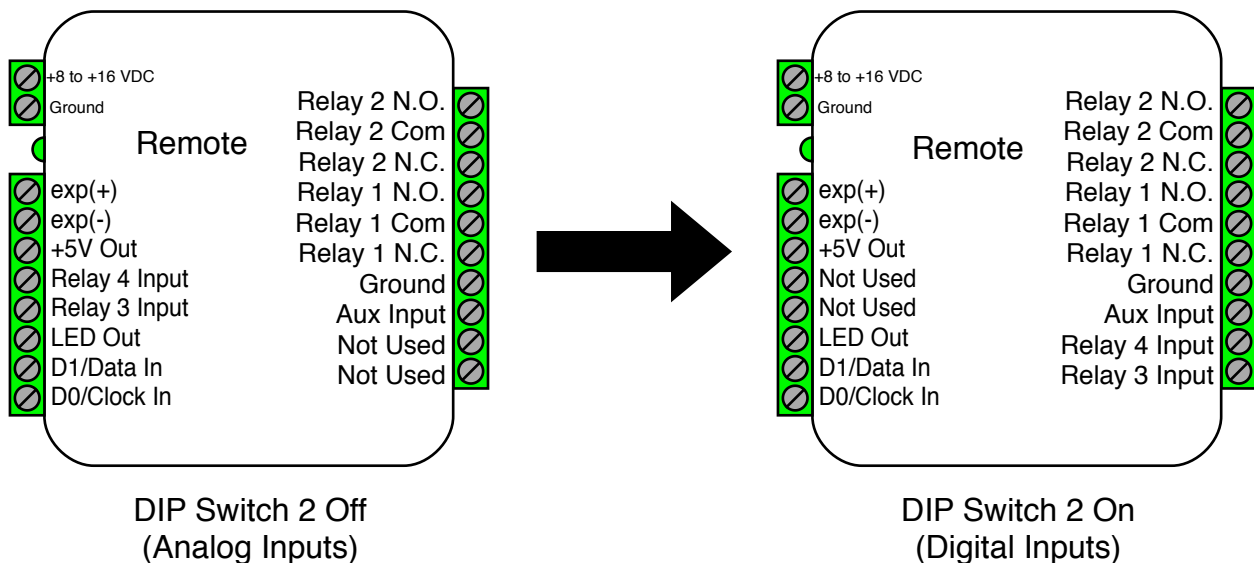 +8 to +16 VDC
Ground
Remote
exp(+)
exp(-)
+5V Out
Relay 4 Input
Relay 3 Input
LED Out
D1/Data In
D0/Clock In
Relay 2 N.O.
Relay 2 Com
Relay 2 N.C.
Relay 1 N.O.
Relay 1 Com
Relay 1 N.C.
Ground
Aux Input
Not Used
Not Used
DIP Switch 2 Off
(Analog Inputs)
+8 to +16 VDC
Ground
Remote
exp(+)
exp(-)
+5V Out
Not Used
Not Used
LED Out
D1/Data In
D0/Clock In
Relay 2 N.O.
Relay 2 Com
Relay 2 N.C.
Relay 1 N.O.
Relay 1 Com
Relay 1 N.C.
Ground
Aux Input
Relay 4 Input
Relay 3 Input
DIP Switch 2 On
(Digital Inputs)